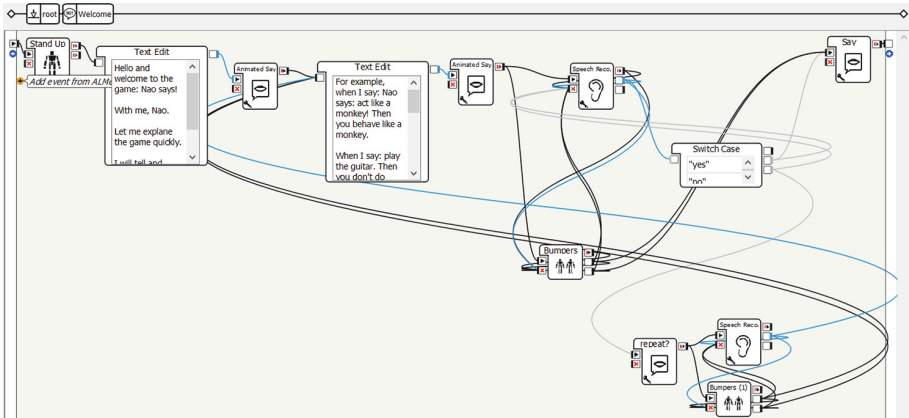 root
Welcome
Stand Up
Add event from ALM
Text Edit
Hello and
welcome to the
game: Nao says!
With me, Nao.
Let me explane
the game quickly.
I will tell and
Animated Say
Text Edit
For example,
when I say: Nao
says: act like a
monkey! Then
you behave like a
monkey.
When I say: play
the guitar. Then
you don't do
Animated Say
Speech Reco.
Say
Switch Case
"yes"
"no"
Bumpers
repeat?
Speech Reco.
Bumpers (1)